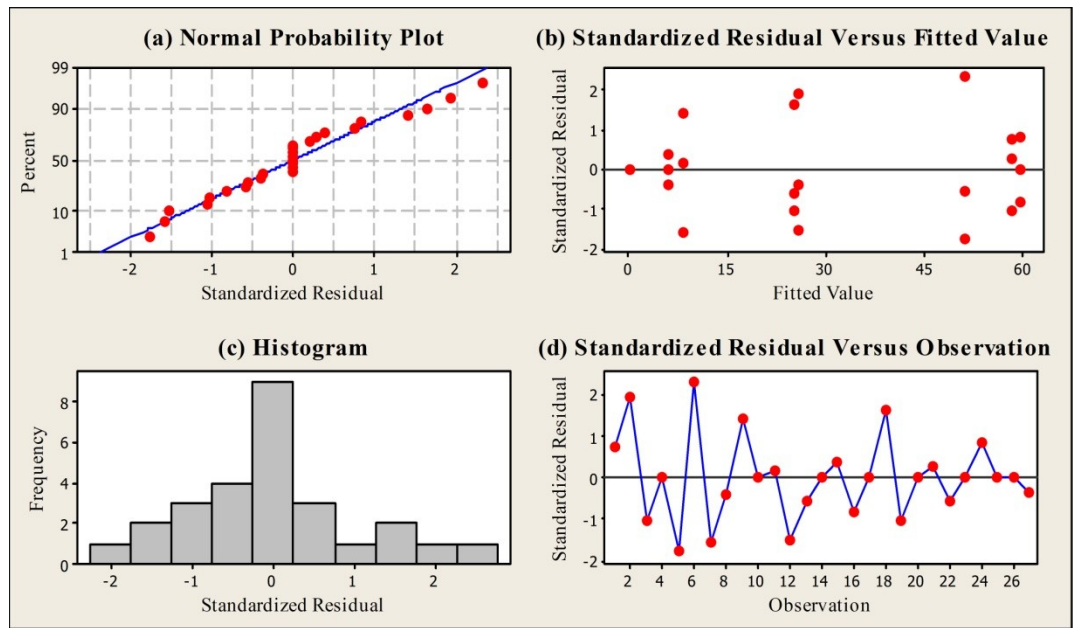 (a) Normal Probability Plot
99
90
50
10
1
Percent
-2 -1 0 1 2
Standardized Residual
(b) Standardized Residual Versus Fitted Value
2
1
0
-1
-2
Standardized Residual
0 15 30 45 60
Fitted Value
(c) Histogram
8
6
4
2
0
Frequency
-2 -1 0 1 2
Standardized Residual
(d) Standardized Residual Versus Observation
2
1
0
-1
-2
Standardized Residual
2 4 6 8 10 12 14 16 18 20 22 24 26
Observation